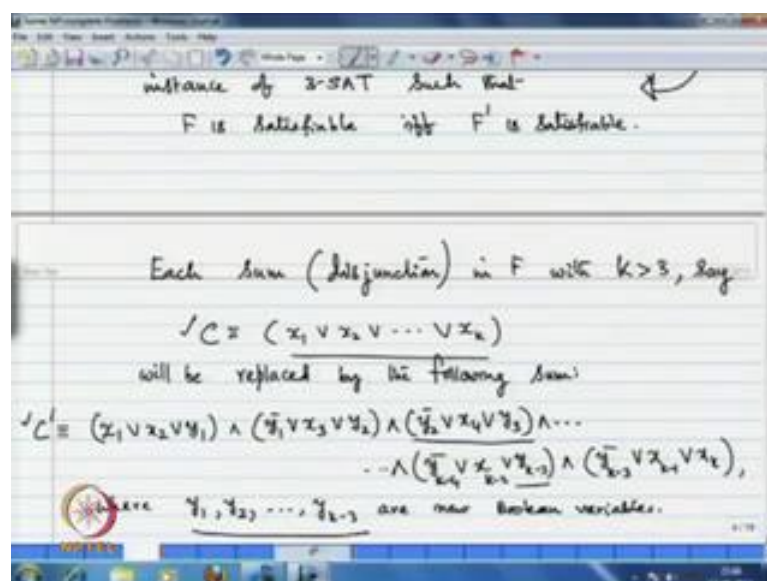 instance of 3-SAT such that
F is satisfiable iff F' is satisfiable.
Each sum (disjunction) in F with k>3, say
C ≡ (x₁ ∨ x₂ ∨ ⋯ ∨ xₖ)
will be replaced by the following sum:
C' ≡ (x₁ ∨ x₂ ∨ y₁) ∧ (ȳ₁ ∨ x₃ ∨ y₂) ∧ (ȳ₂ ∨ x₄ ∨ y₃) ∧ ⋯
⋯ ∧ (ȳₖ₋₄ ∨ xₖ₋₂ ∨ yₖ₋₃) ∧ (ȳₖ₋₃ ∨ xₖ₋₁ ∨ xₖ),
where y₁, y₂, ⋯, yₖ₋₃ are new Boolean variables.
NPTEL